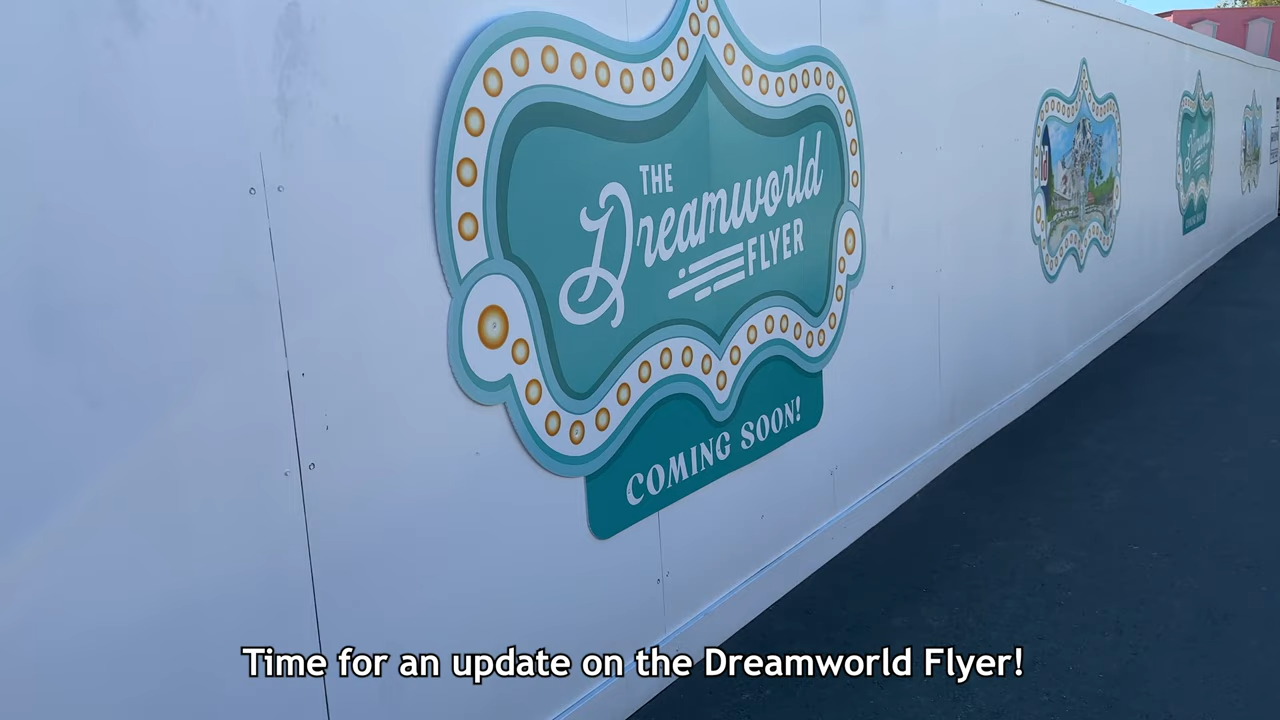 THE
Dreamworld
FLYER
COMING SOON!
Time for an update on the Dreamworld Flyer!